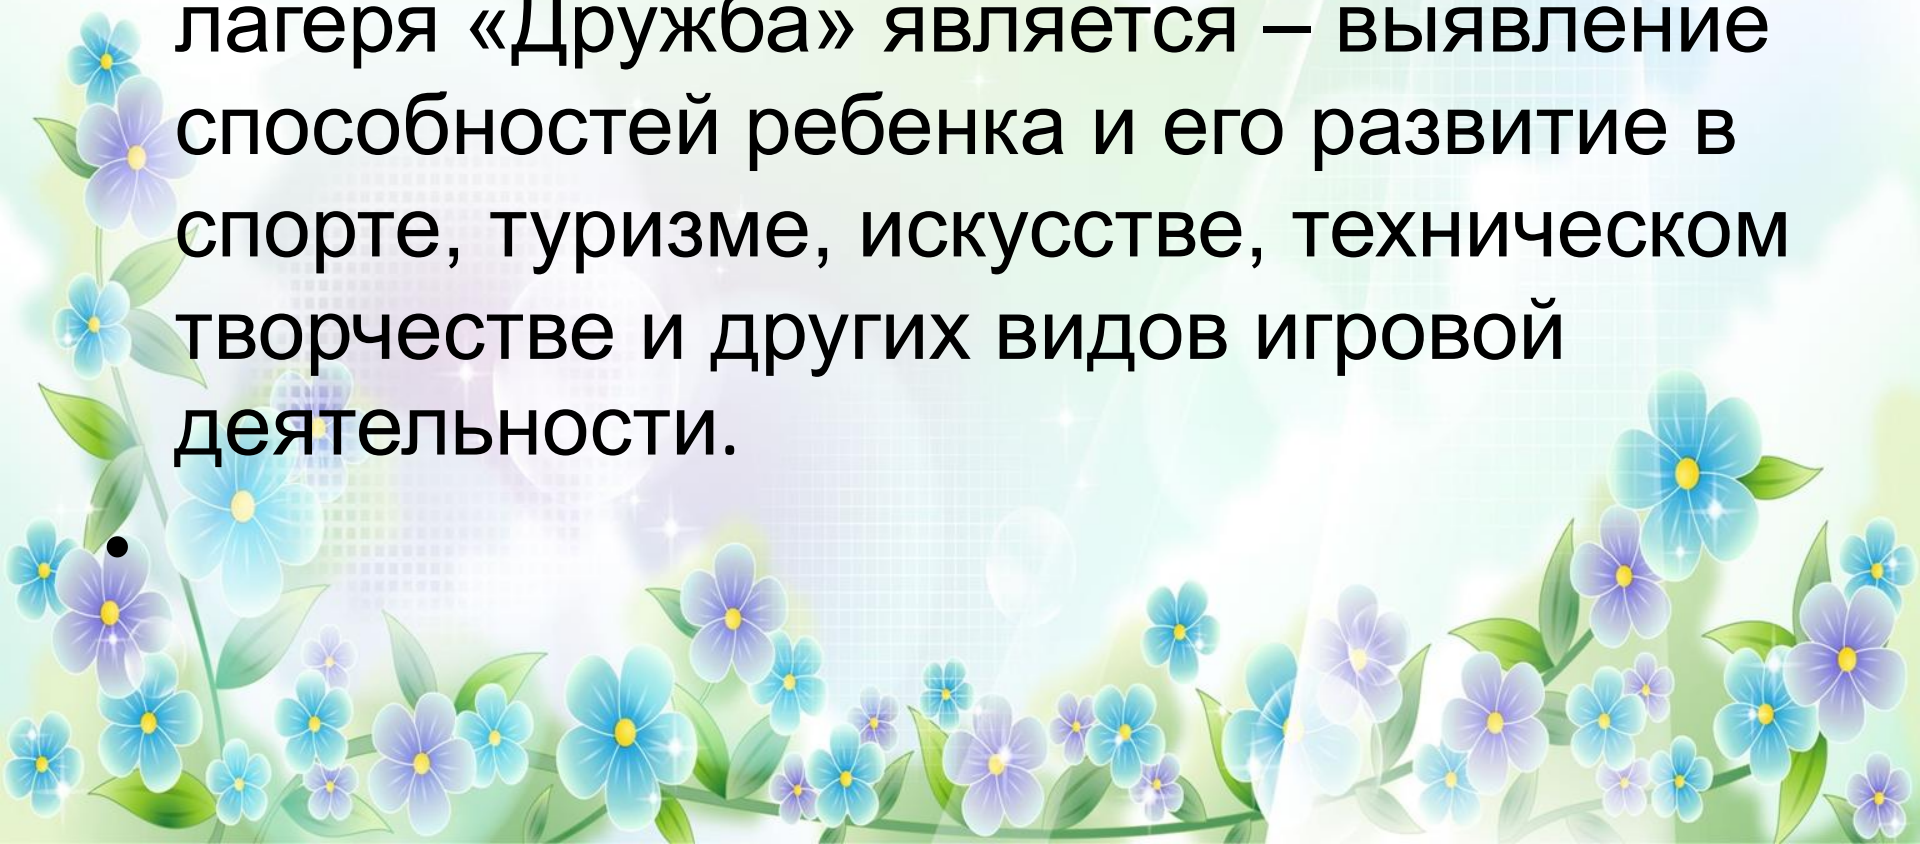 лагеря «Дружба» является – выявление
способностей ребенка и его развитие в
спорте, туризме, искусстве, техническом
творчестве и других видов игровой
деятельности.
•